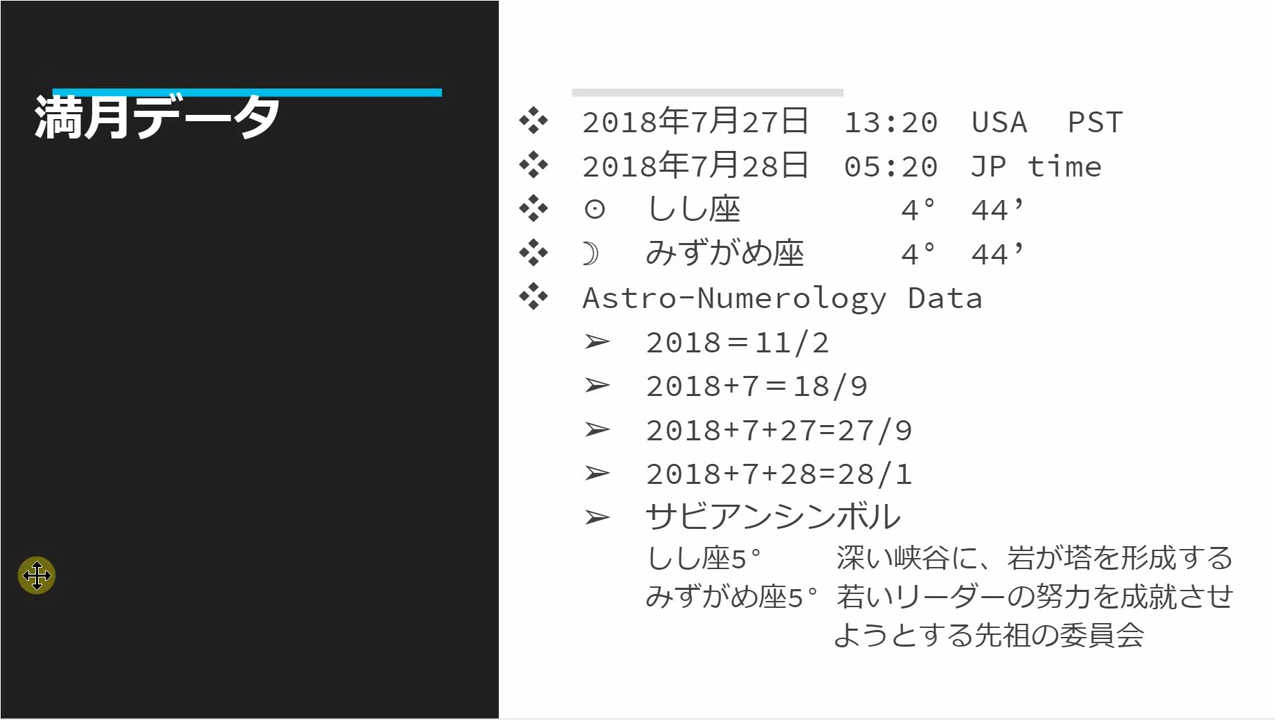 満月データ
❖ 2018年7月27日 13:20 USA PST
❖ 2018年7月28日 05:20 JP time
❖ ☉ しし座 4° 44’
❖ ☽ みずがめ座 4° 44’
❖ Astro-Numerology Data
➢ 2018＝11/2
➢ 2018+7＝18/9
➢ 2018+7+27=27/9
➢ 2018+7+28=28/1
➢ サビアンシンボル
しし座5° 深い峡谷に、岩が塔を形成する
みずがめ座5° 若いリーダーの努力を成就させ
ようとする先祖の委員会